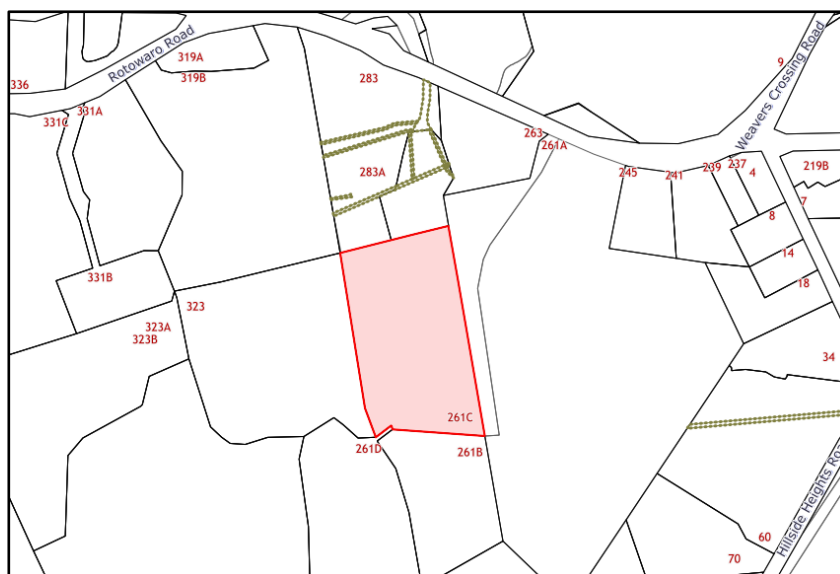 Rotowaro Road
319A
319B
336
331A
331C
283
283A
9
Weavers Crossing Road
263
261A
245
241
239
237
4
219B
7
8
14
18
331B
323
323A
323B
34
261C
261D
261B
Hillside Heights Roa
60
70